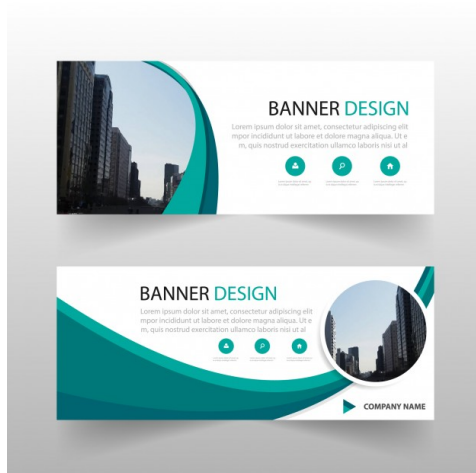 BANNER DESIGN
Lorem ipsum dolor sit amet, consectetur adipiscing elit
mpor incididunt ut labore et dolore magna aliqua. Ut e
m, quis nostrud exercitation ullamco laboris nisi ut al
BANNER DESIGN
Lorem ipsum dolor sit amet, consectetur adipiscing elit
mpor incididunt ut labore et dolore magna aliqua. Ut e
m, quis nostrud exercitation ullamco laboris nisi ut al
COMPANY NAME